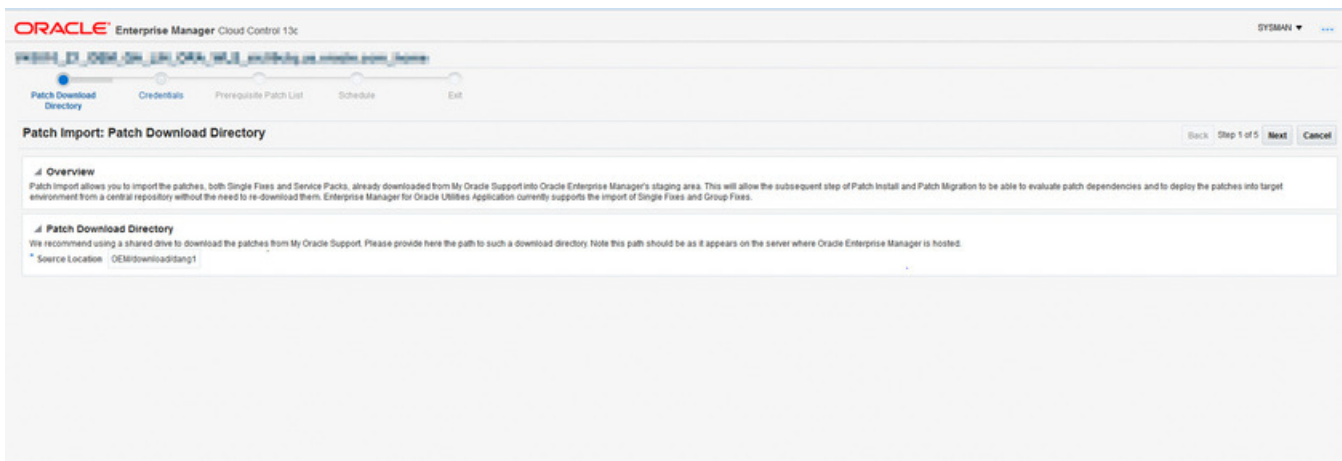 ORACLE Enterprise Manager Cloud Control 13c
SYSMAN
Patch Download Directory
Credentials
Prerequisite Patch List
Schedule
Exit
Patch Import: Patch Download Directory
Back Step 1 of 5 Next Cancel
Overview
Patch Import allows you to import the patches, both Single Fixes and Service Packs, already downloaded from My Oracle Support into Oracle Enterprise Manager's staging area. This will allow the subsequent step of Patch Install and Patch Migration to be able to evaluate patch dependencies and to deploy the patches into target
environment from a central repository without the need to re-download them. Enterprise Manager for Oracle Utilities Application currently supports the import of Single Fixes and Group Fixes.
Patch Download Directory
We recommend using a shared drive to download the patches from My Oracle Support. Please provide here the path to such a download directory. Note this path should be as it appears on the server where Oracle Enterprise Manager is hosted.
* Source Location OEM/download/dang1